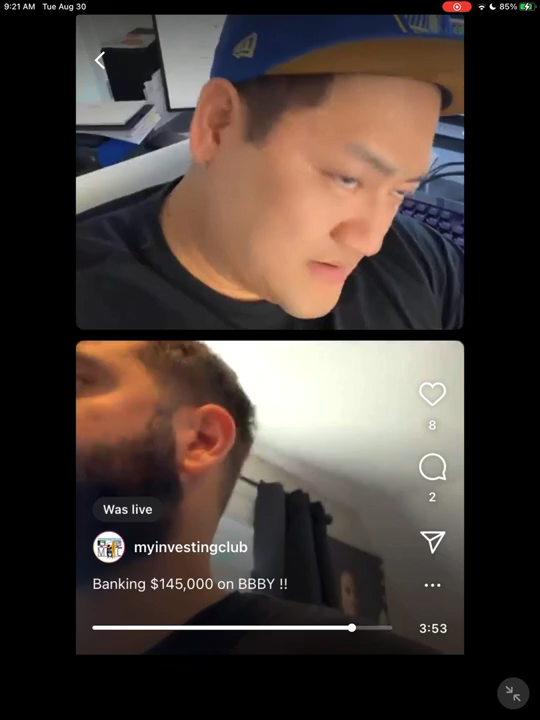 9:21 AM Tue Aug 30
85%
8
2
Was live
myinvestingclub
Banking $145,000 on BBBY !!
3:53